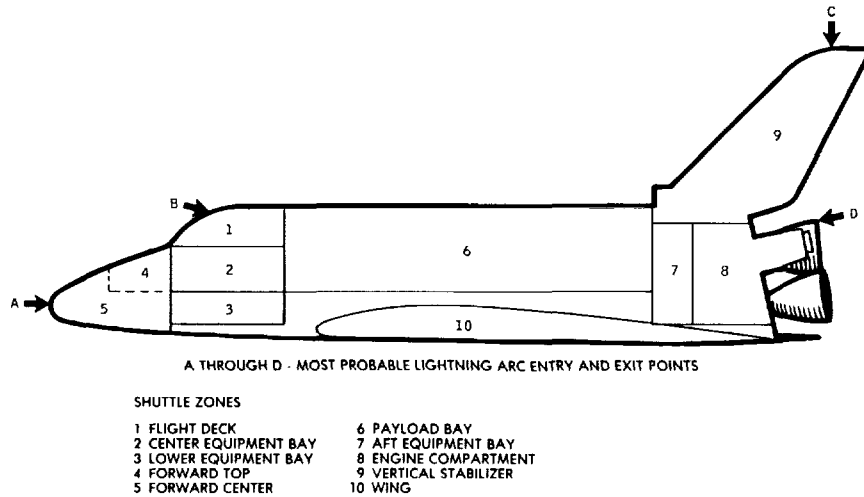 C
9
B
D
1
6
4
2
7
8
A
5
3
10
A THROUGH D - MOST PROBABLE LIGHTNING ARC ENTRY AND EXIT POINTS
SHUTTLE ZONES
1 FLIGHT DECK
2 CENTER EQUIPMENT BAY
3 LOWER EQUIPMENT BAY
4 FORWARD TOP
5 FORWARD CENTER
6 PAYLOAD BAY
7 AFT EQUIPMENT BAY
8 ENGINE COMPARTMENT
9 VERTICAL STABILIZER
10 WING